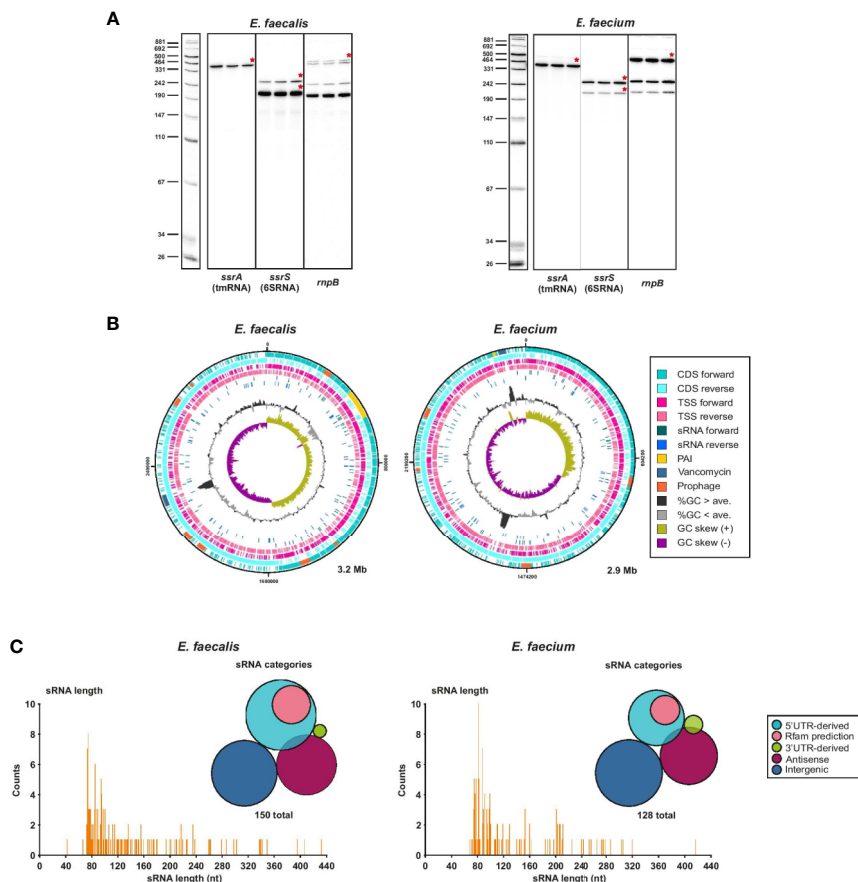 A
E. faecalis
E. faecium
881
692
500
464
331
242
190
147
110
67
34
26
*
*
*
*
ssrA
(tmRNA)
ssrS
(6SRNA)
rnpB
881
692
500
464
331
242
190
147
110
67
34
26
*
*
*
*
ssrA
(tmRNA)
ssrS
(6SRNA)
rnpB
B
E. faecalis
E. faecium
0
800000
1600000
2400000
3.2 Mb
0
1474200
2.9 Mb
CDS forward
CDS reverse
TSS forward
TSS reverse
sRNA forward
sRNA reverse
PAI
Vancomycin
Prophage
%GC > ave.
%GC < ave.
GC skew (+)
GC skew (-)
C
E. faecalis
E. faecium
sRNA categories
sRNA length
10
8
6
4
2
0
Counts
0 40 80 120 160 200 240 280 320 360 400 440
sRNA length (nt)
150 total
sRNA categories
sRNA length
10
8
6
4
2
0
Counts
0 40 80 120 160 200 240 280 320 360 400 440
sRNA length (nt)
128 total
5'UTR-derived
Rfam prediction
3'UTR-derived
Antisense
Intergenic